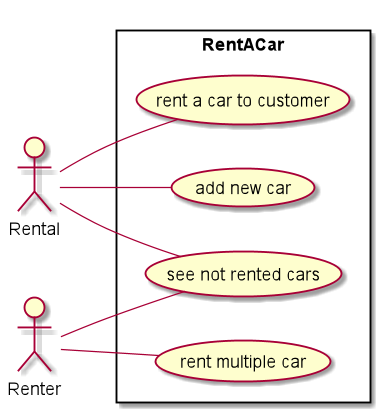 RentACar
rent a car to customer
add new car
Rental
see not rented cars
rent multiple car
Renter